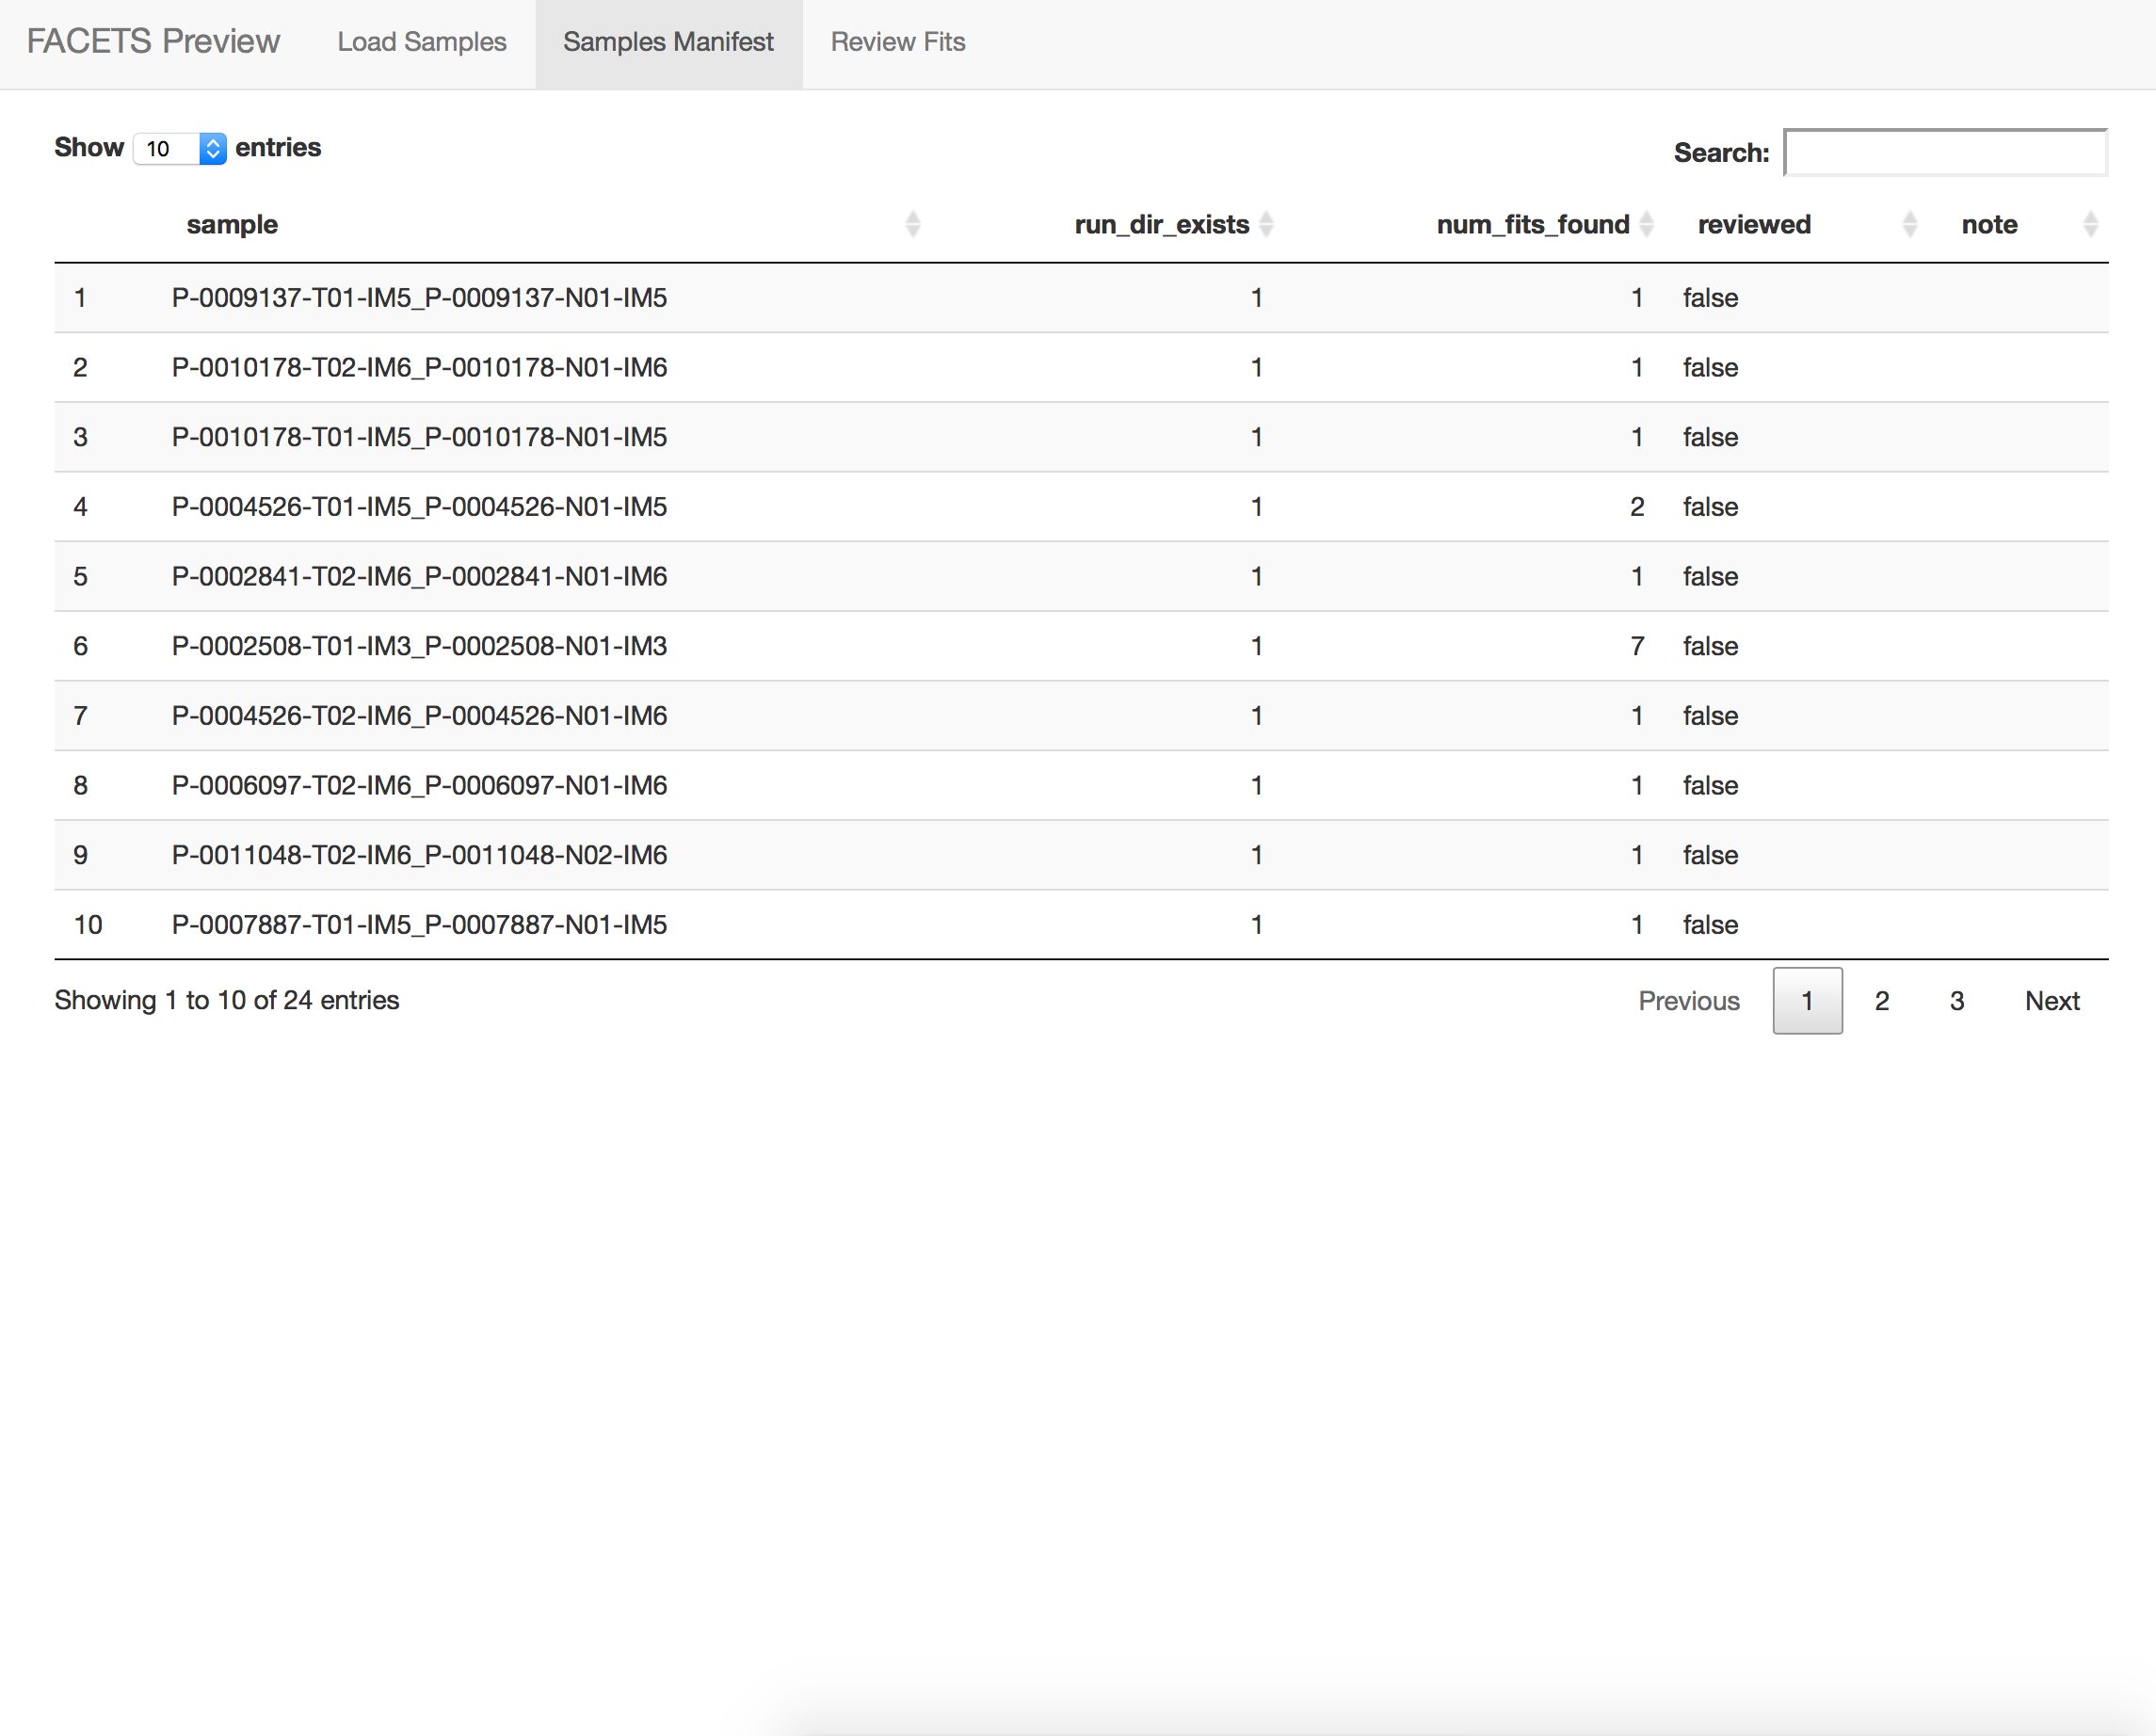 FACETS Preview Load Samples Samples Manifest Review Fits
Show 10 entries Search:
sample run_dir_exists num_fits_found reviewed note
1 P-0009137-T01-IM5_P-0009137-N01-IM5 1 1 false
2 P-0010178-T02-IM6_P-0010178-N01-IM6 1 1 false
3 P-0010178-T01-IM5_P-0010178-N01-IM5 1 1 false
4 P-0004526-T01-IM5_P-0004526-N01-IM5 1 2 false
5 P-0002841-T02-IM6_P-0002841-N01-IM6 1 1 false
6 P-0002508-T01-IM3_P-0002508-N01-IM3 1 7 false
7 P-0004526-T02-IM6_P-0004526-N01-IM6 1 1 false
8 P-0006097-T02-IM6_P-0006097-N01-IM6 1 1 false
9 P-0011048-T02-IM6_P-0011048-N02-IM6 1 1 false
10 P-0007887-T01-IM5_P-0007887-N01-IM5 1 1 false
Showing 1 to 10 of 24 entries Previous 1 2 3 Next